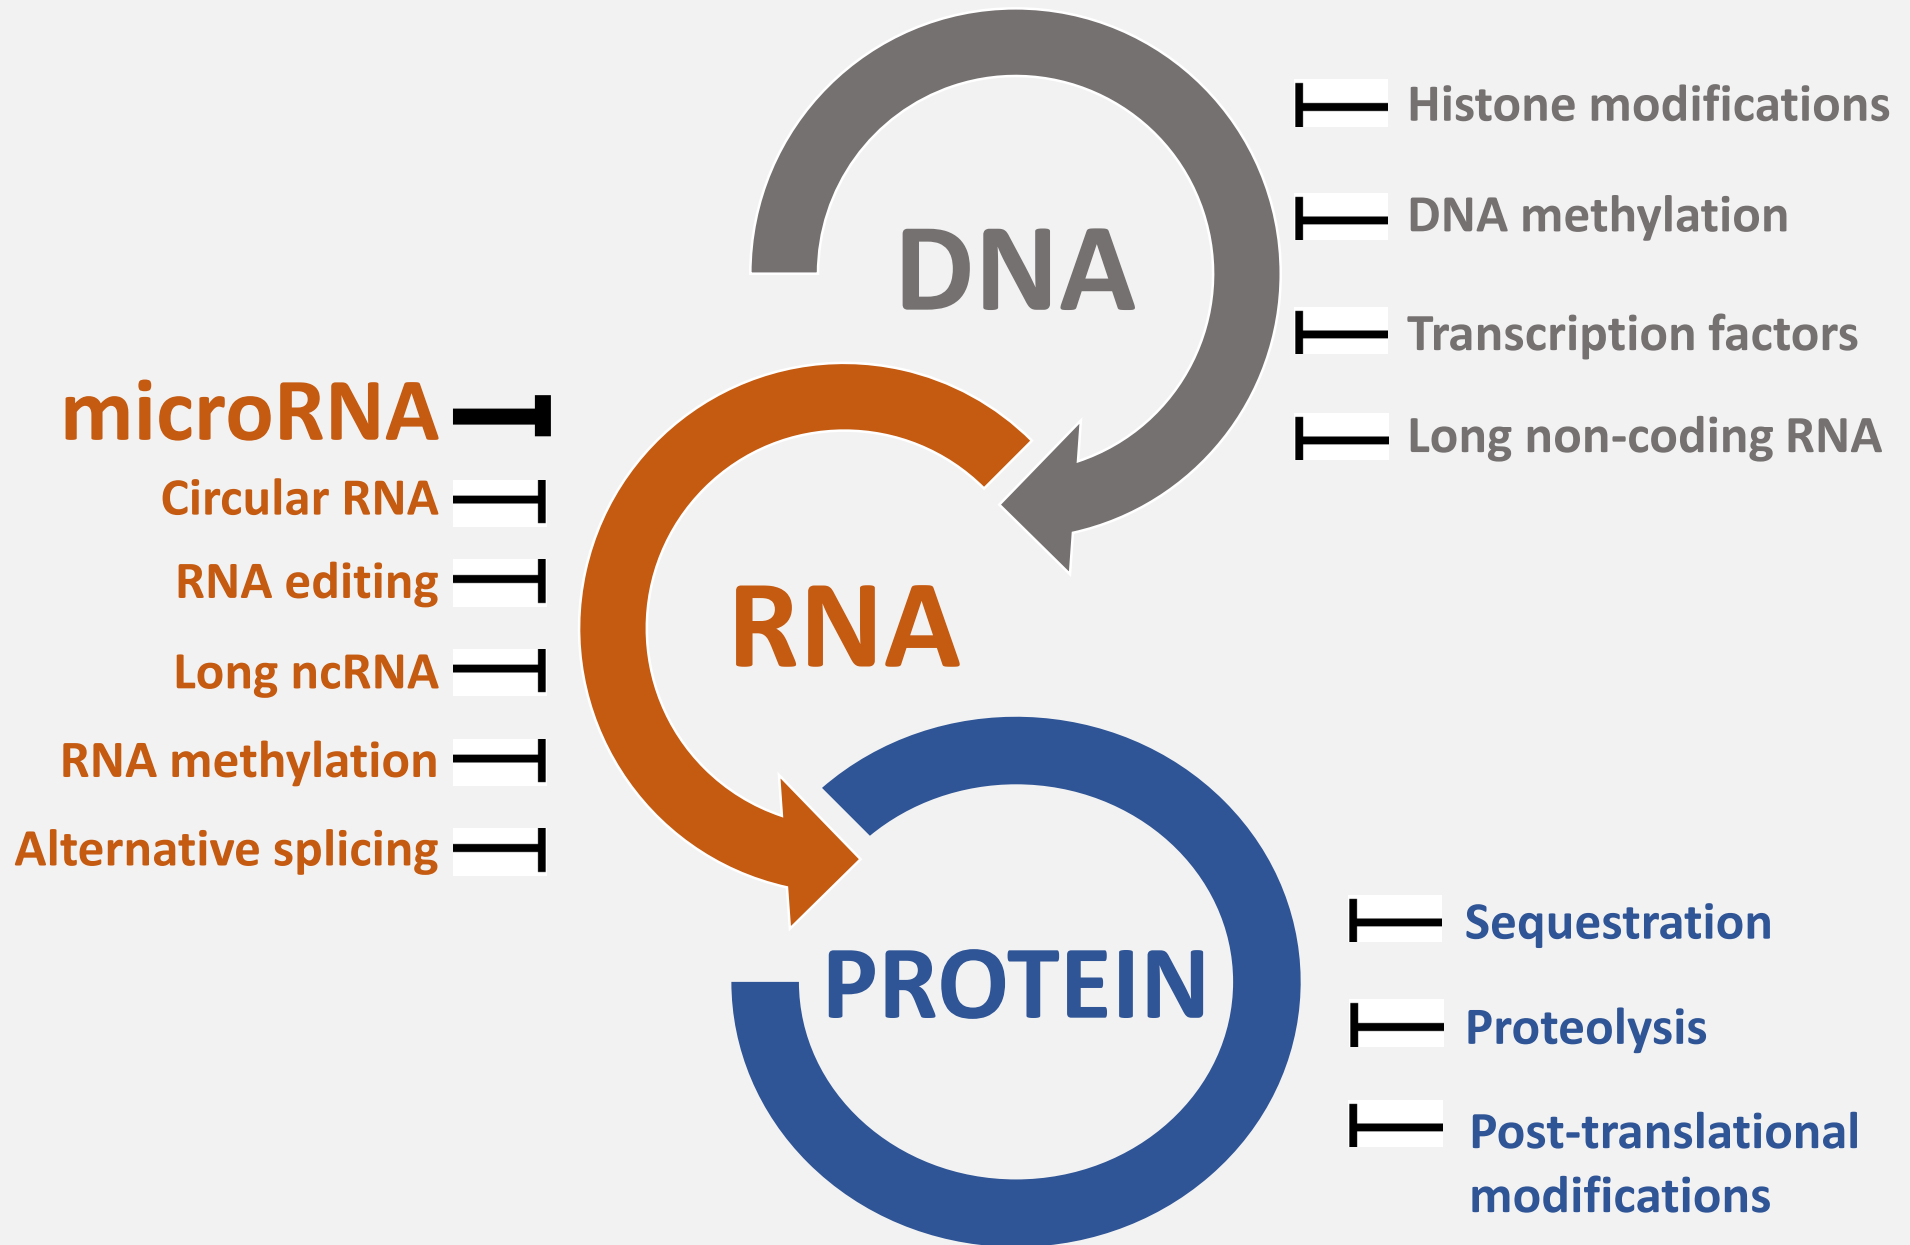 DNA
Histone modifications
DNA methylation
Transcription factors
Long non-coding RNA
microRNA
Circular RNA
RNA editing
Long ncRNA
RNA methylation
Alternative splicing
RNA
PROTEIN
Sequestration
Proteolysis
Post-translational
modifications